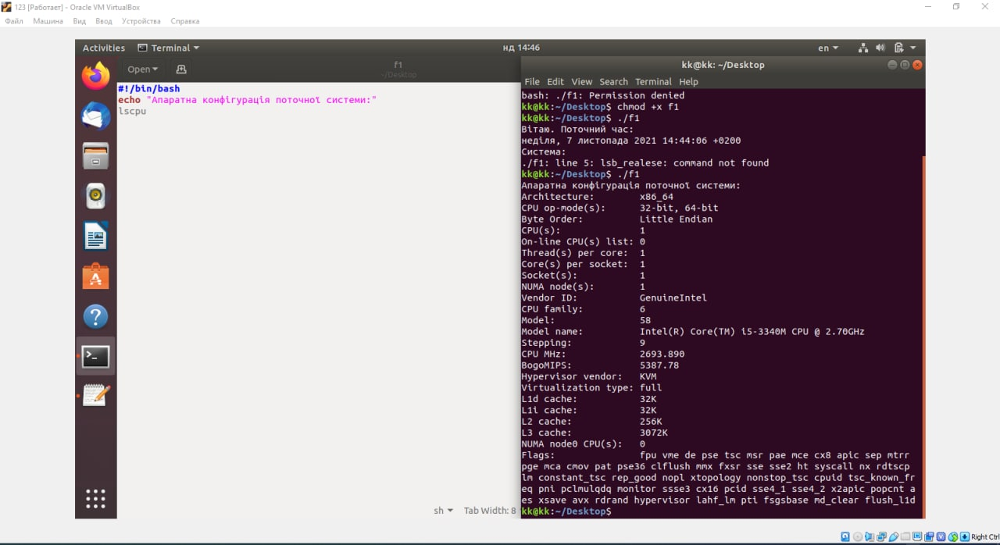 123 [Работает] - Oracle VM VirtualBox
Файл Машина Вид Ввод Устройства Справка
Activities Terminal нд 14:46 en
Open f1
~/Desktop
#!/bin/bash
echo "Апаратна конфігурація поточної системи:"
lscpu
sh Tab Width: 8
kk@kk: ~/Desktop
File Edit View Search Terminal Help
bash: ./f1: Permission denied
kk@kk:~/Desktop$ chmod +x f1
kk@kk:~/Desktop$ ./f1
Вітаю. Поточний час:
неділя, 7 листопада 2021 14:44:06 +0200
Система:
./f1: line 5: lsb_realese: command not found
kk@kk:~/Desktop$ ./f1
Апаратна конфігурація поточної системи:
Architecture: x86_64
CPU op-mode(s): 32-bit, 64-bit
Byte Order: Little Endian
CPU(s): 1
On-line CPU(s) list: 0
Thread(s) per core: 1
Core(s) per socket: 1
Socket(s): 1
NUMA node(s): 1
Vendor ID: GenuineIntel
CPU family: 6
Model: 58
Model name: Intel(R) Core(TM) i5-3340M CPU @ 2.70GHz
Stepping: 9
CPU MHz: 2693.890
BogoMIPS: 5387.78
Hypervisor vendor: KVM
Virtualization type: full
L1d cache: 32K
L1i cache: 32K
L2 cache: 256K
L3 cache: 3072K
NUMA node0 CPU(s): 0
Flags: fpu vme de pse tsc msr pae mce cx8 apic sep mtrr
pge mca cmov pat pse36 clflush mmx fxsr sse sse2 ht syscall nx rdtscp
lm constant_tsc rep_good nopl xtopology nonstop_tsc cpuid tsc_known_fr
eq pni pclmulqdq monitor ssse3 cx16 pcid sse4_1 sse4_2 x2apic popcnt a
es xsave avx rdrand hypervisor lahf_lm pti fsgsbase md_clear flush_l1d
kk@kk:~/Desktop$
Right Ctrl